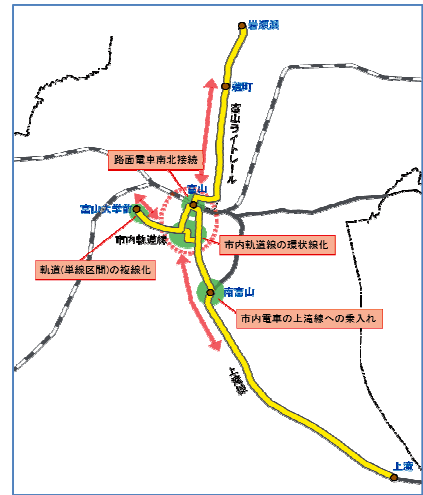 岩瀬浜
蓮町
富山ライトレール
路面電車南北接続
富山
富山大学前
市内軌道線
市内軌道線の環状線化
軌道(単線区間)の複線化
南富山
市内電車の上滝線への乗入れ
上滝線
上滝